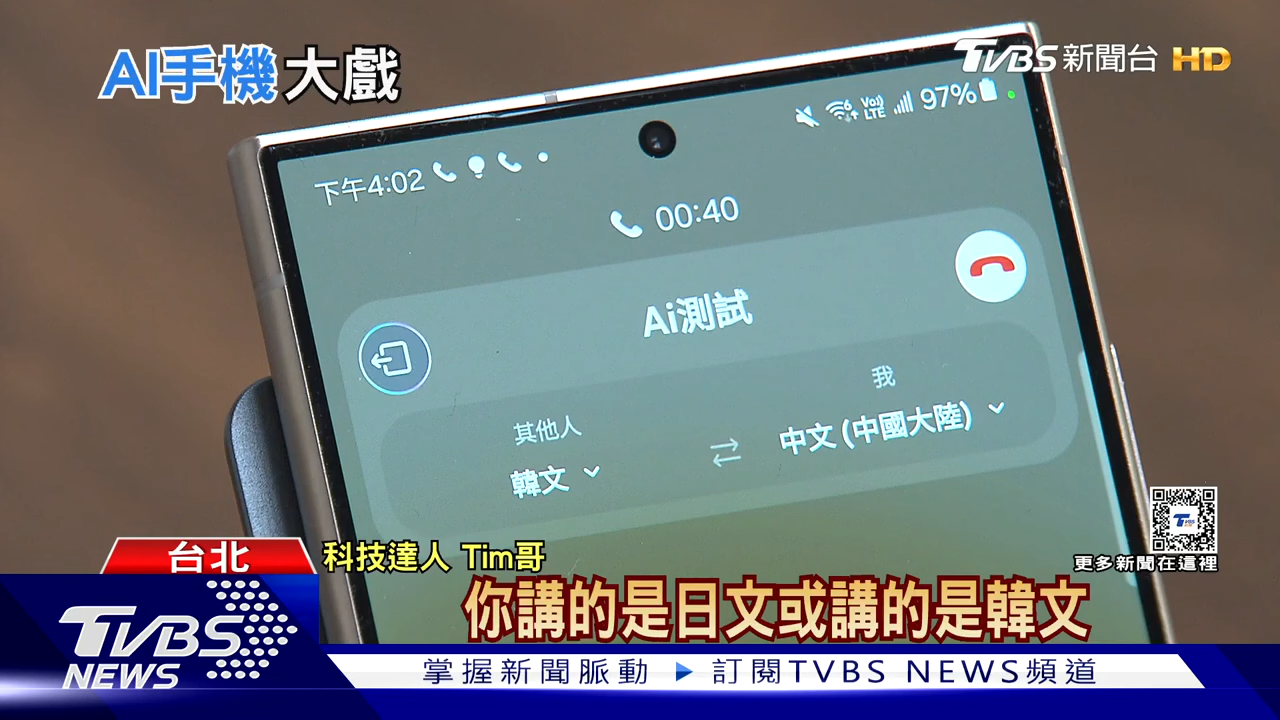 AI手機大戲
TVBS新聞台 HD
下午4:02
Vo))
LTE
97%
00:40
Ai測試
其他人
我
韓文
中文(中國大陸)
TVBS
更多新聞在這裡
台北
科技達人 Tim哥
你講的是日文或講的是韓文
TVBS
NEWS
掌握新聞脈動
訂閱TVBS NEWS頻道